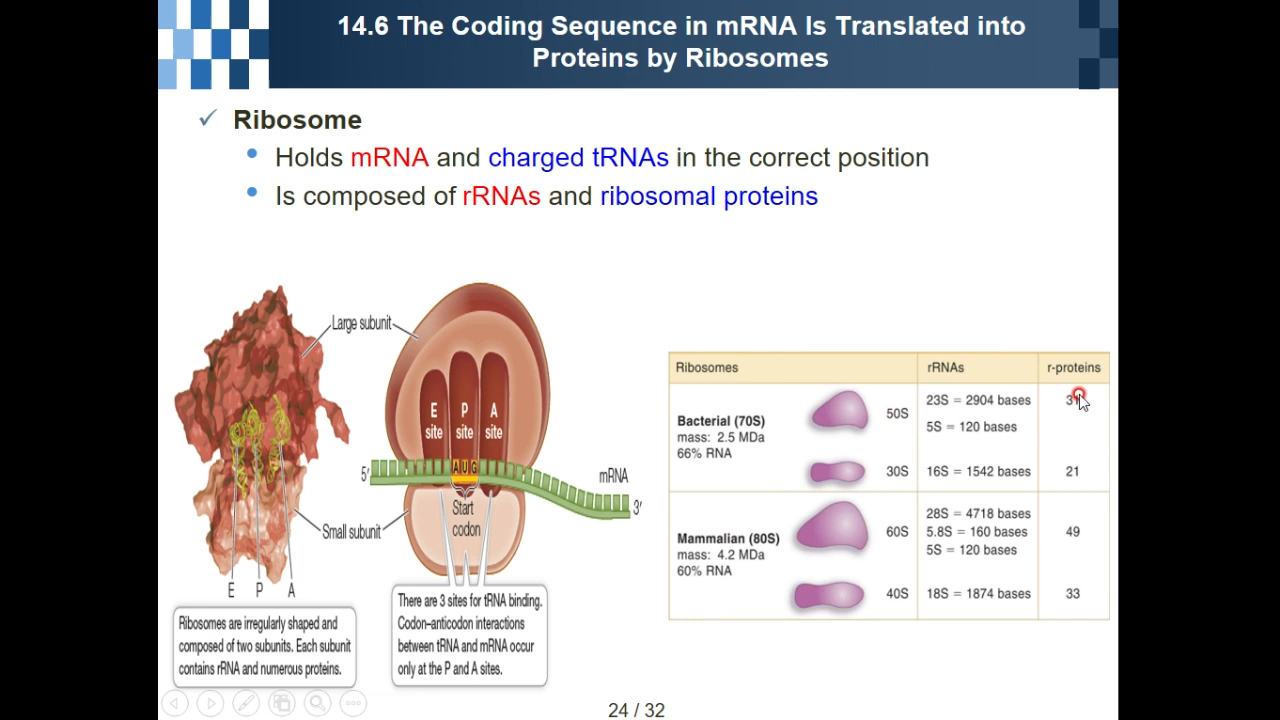 14.6 The Coding Sequence in mRNA Is Translated into
Proteins by Ribosomes
Ribosome
Holds mRNA and charged tRNAs in the correct position
Is composed of rRNAs and ribosomal proteins
Large subunit
Small subunit
E P A
Ribosomes are irregularly shaped and
composed of two subunits. Each subunit
contains rRNA and numerous proteins.
E site
P site
A site
5′
AUG
mRNA
3′
Start
codon
There are 3 sites for tRNA binding.
Codon–anticodon interactions
between tRNA and mRNA occur
only at the P and A sites.
Ribosomes rRNAs r-proteins
Bacterial (70S)
mass: 2.5 MDa
66% RNA
50S
23S = 2904 bases
5S = 120 bases
31
30S 16S = 1542 bases 21
Mammalian (80S)
mass: 4.2 MDa
60% RNA
60S
28S = 4718 bases
5.8S = 160 bases
5S = 120 bases
49
40S 18S = 1874 bases 33
24 / 32